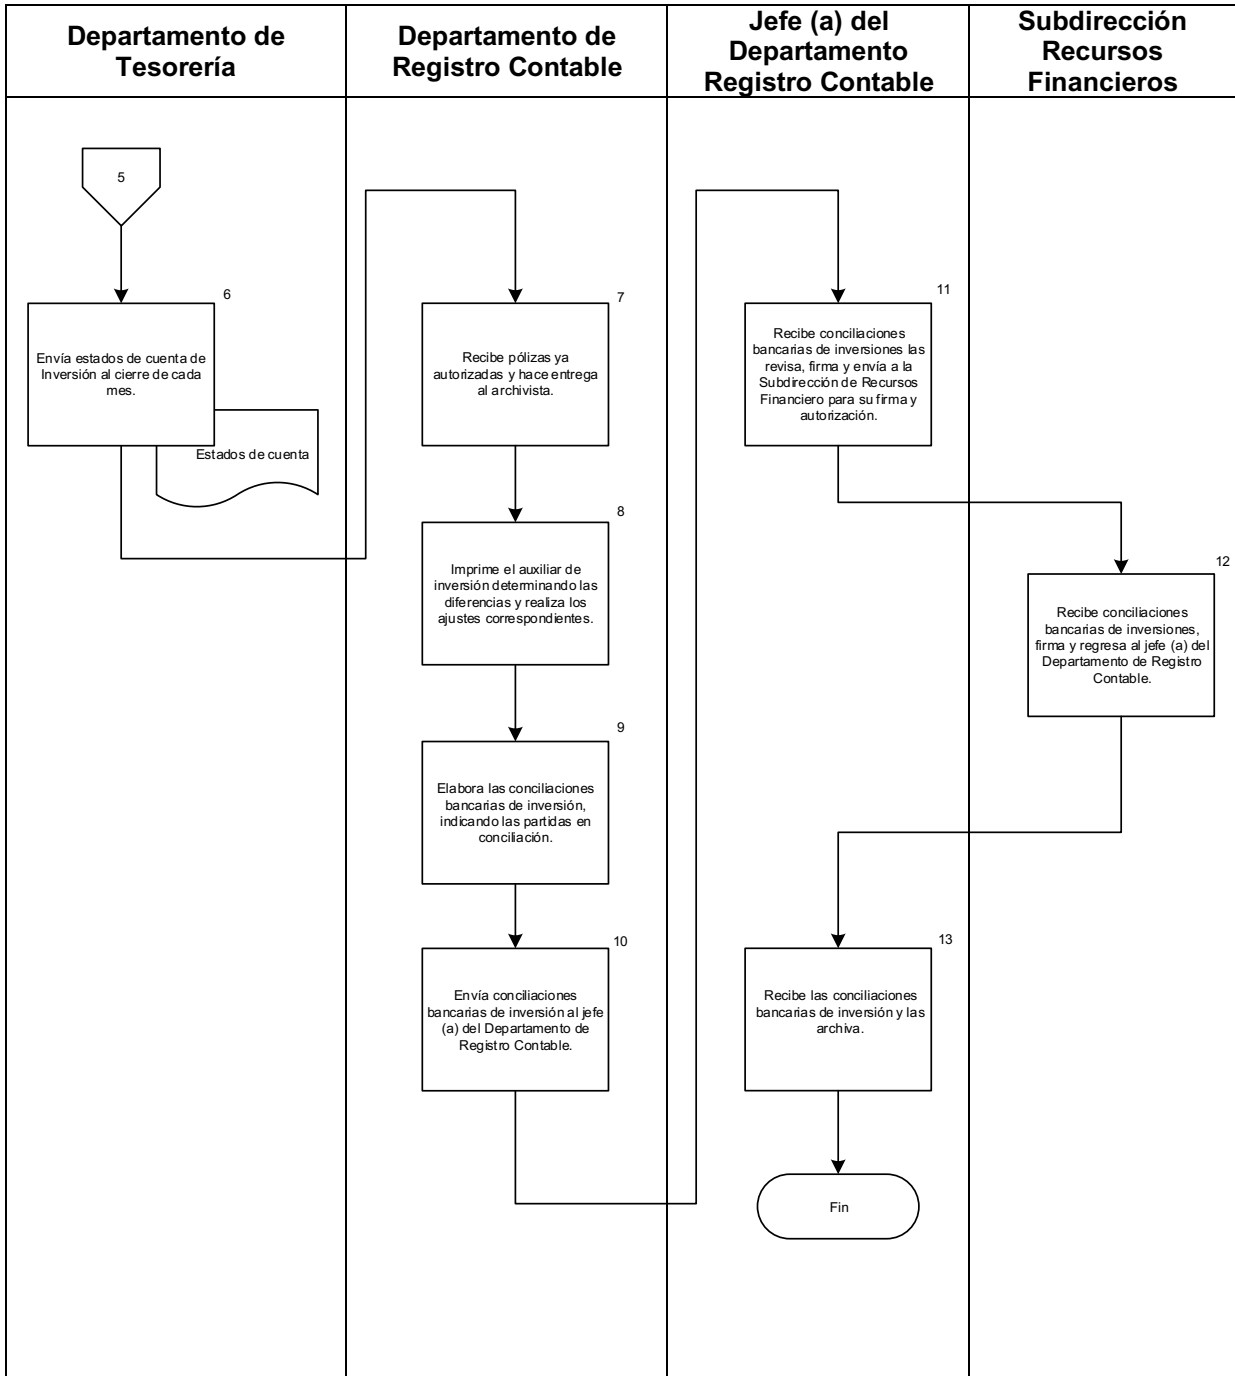 Departamento de
Tesorería
Departamento de
Registro Contable
Jefe (a) del
Departamento
Registro Contable
Subdirección
Recursos
Financieros
5
6
Envía estados de cuenta de
Inversión al cierre de cada
mes.
Estados de cuenta
7
Recibe pólizas ya
autorizadas y hace entrega
al archivista.
8
Imprime el auxiliar de
inversión determinando las
diferencias y realiza los
ajustes correspondientes.
9
Elabora las conciliaciones
bancarias de inversión,
indicando las partidas en
conciliación.
10
Envía conciliaciones
bancarias de inversión al jefe
(a) del Departamento de
Registro Contable.
11
Recibe conciliaciones
bancarias de inversiones las
revisa, firma y envía a la
Subdirección de Recursos
Financiero para su firma y
autorización.
12
Recibe conciliaciones
bancarias de inversiones,
firma y regresa al jefe (a) del
Departamento de Registro
Contable.
13
Recibe las conciliaciones
bancarias de inversión y las
archiva.
Fin